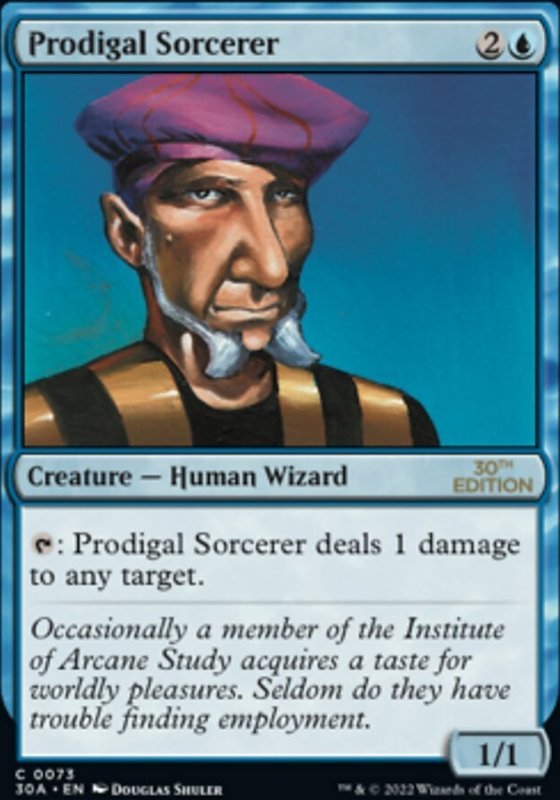 Prodigal Sorcerer 2
Creature — Human Wizard
30TH
EDITION
: Prodigal Sorcerer deals 1 damage
to any target.
Occasionally a member of the Institute
of Arcane Study acquires a taste for
worldly pleasures. Seldom do they have
trouble finding employment.
1/1
C 0073
30A • EN DOUGLAS SHULER
™ & © 2022 Wizards of the Coast